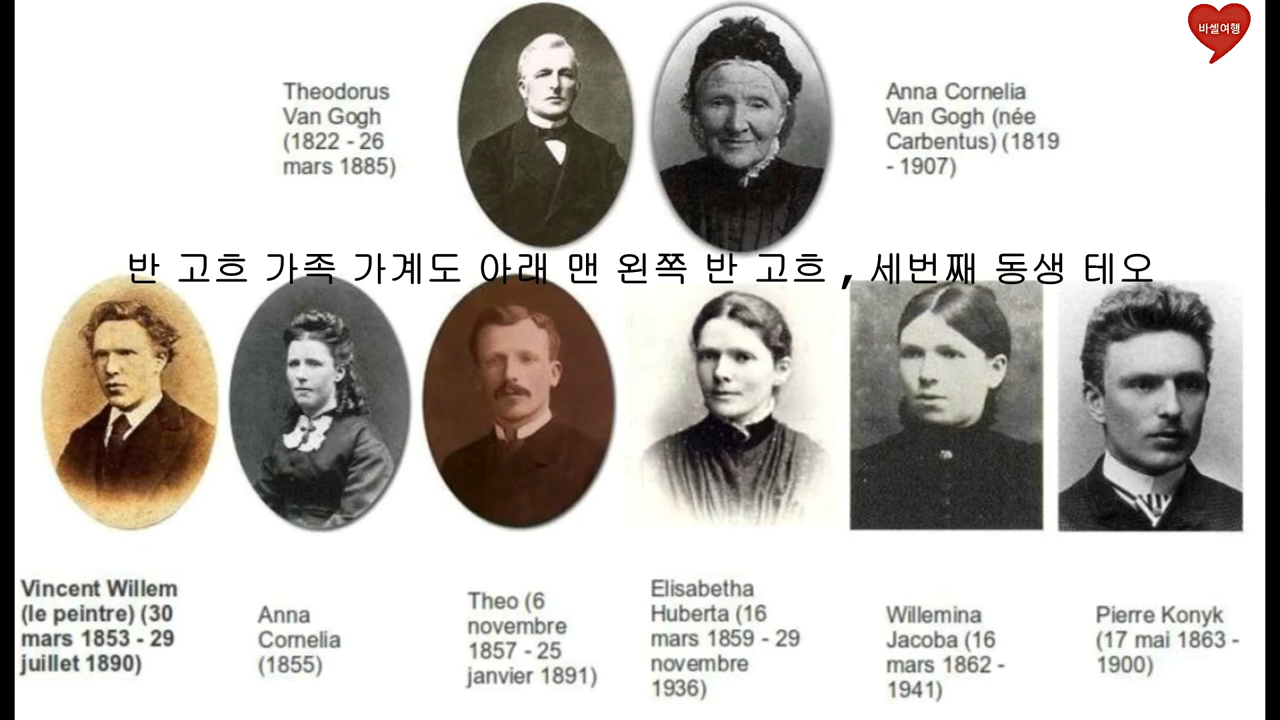 바셀여행
Theodorus
Van Gogh
(1822 - 26
mars 1885)
Anna Cornelia
Van Gogh (née
Carbentus) (1819
- 1907)
반 고흐 가족 가계도 아래 맨 왼쪽 반 고흐 , 세번째 동생 테오
Vincent Willem
(le peintre) (30
mars 1853 - 29
juillet 1890)
Anna
Cornelia
(1855)
Theo (6
novembre
1857 - 25
janvier 1891)
Elisabetha
Huberta (16
mars 1859 - 29
novembre
1936)
Willemina
Jacoba (16
mars 1862 -
1941)
Pierre Konyk
(17 mai 1863 -
1900)